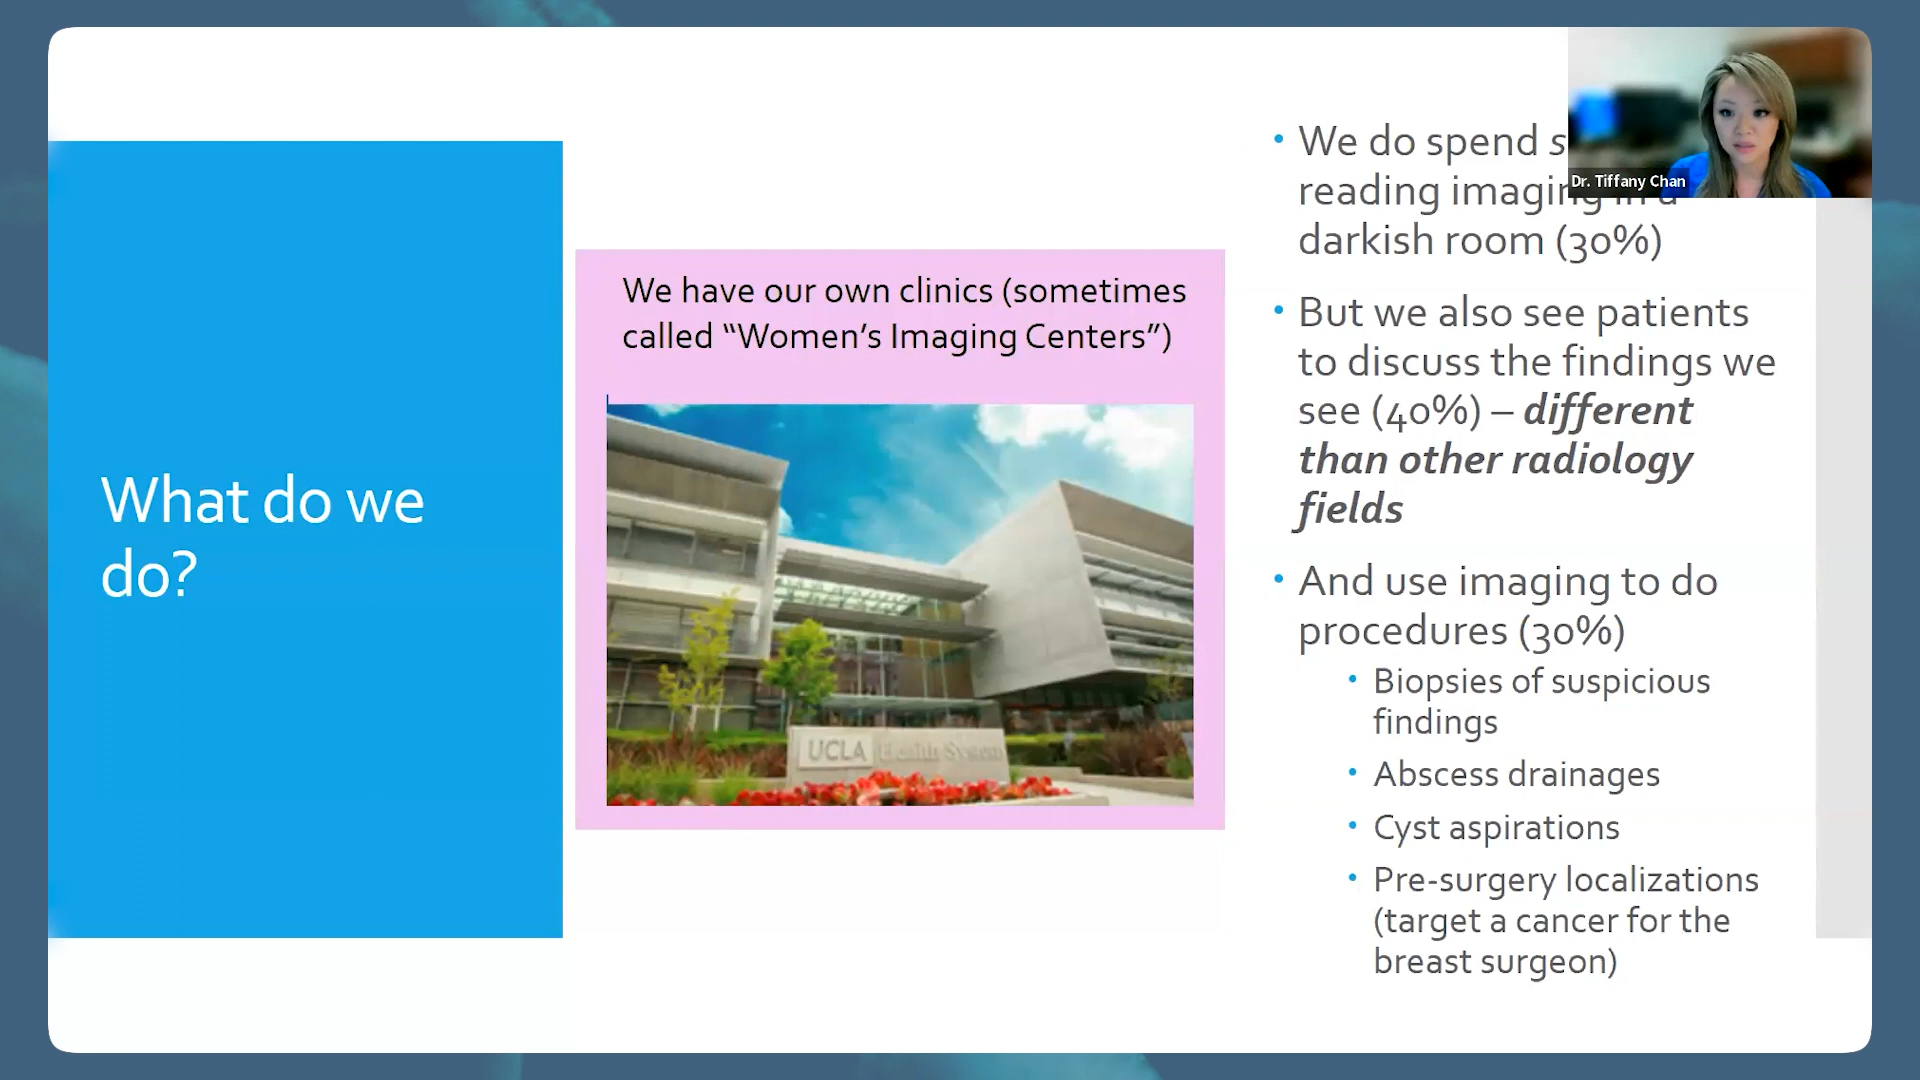 What do we
do?
We have our own clinics (sometimes
called “Women’s Imaging Centers”)
UCLA Health System
• We do spend
reading imaging in a
darkish room (30%)
• But we also see patients
to discuss the findings we
see (40%) – different
than other radiology
fields
• And use imaging to do
procedures (30%)
• Biopsies of suspicious
findings
• Abscess drainages
• Cyst aspirations
• Pre-surgery localizations
(target a cancer for the
breast surgeon)
Dr. Tiffany Chan